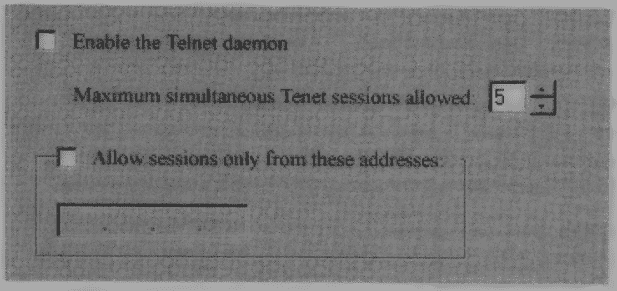 Enable the Telnet daemon
Maximum simultaneous Tenet sessions allowed: 5
Allow sessions only from these addresses:
. . .